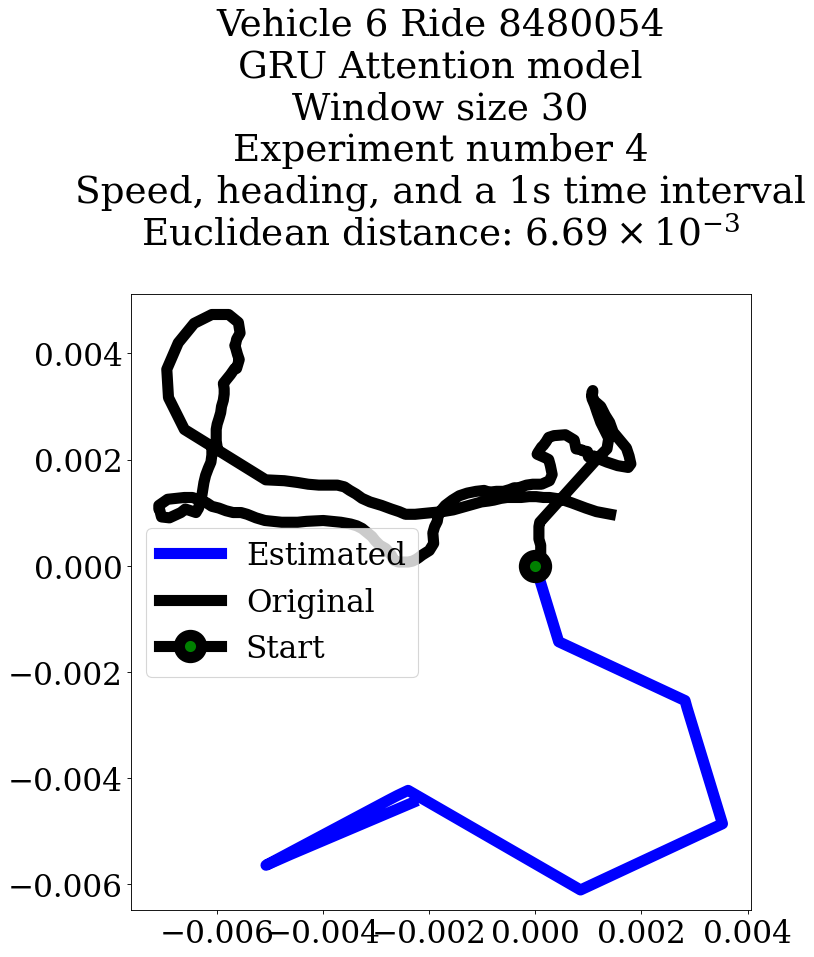 Vehicle 6 Ride 8480054
GRU Attention model
Window size 30
Experiment number 4
Speed, heading, and a 1s time interval
Euclidean distance: 6.69 × 10⁻³
0.004
0.002
0.000
−0.002
−0.004
−0.006
Estimated
Original
Start
−0.006 −0.004 −0.002 0.000 0.002 0.004